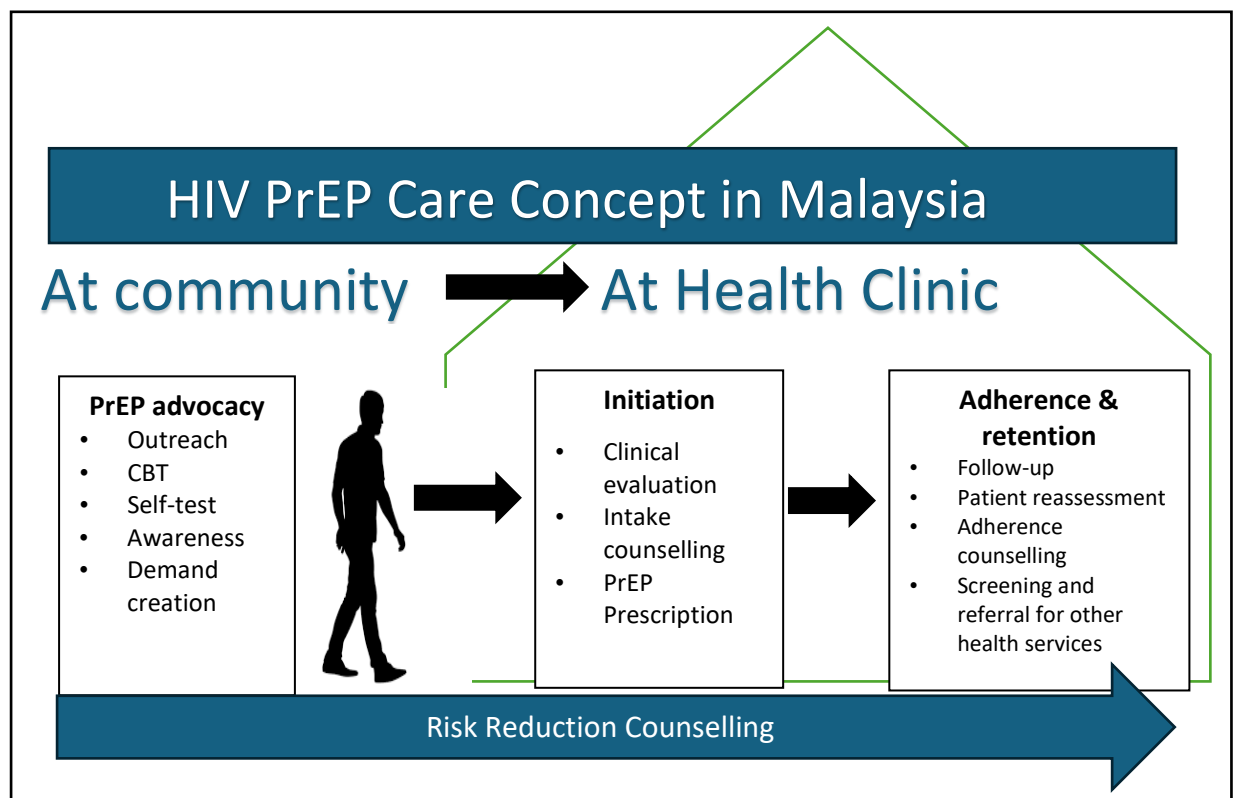 HIV PrEP Care Concept in Malaysia
At community
At Health Clinic
PrEP advocacy
• Outreach
• CBT
• Self-test
• Awareness
• Demand
creation
Initiation
• Clinical
evaluation
• Intake
counselling
• PrEP
Prescription
Adherence &
retention
• Follow-up
• Patient reassessment
• Adherence
counselling
• Screening and
referral for other
health services
Risk Reduction Counselling